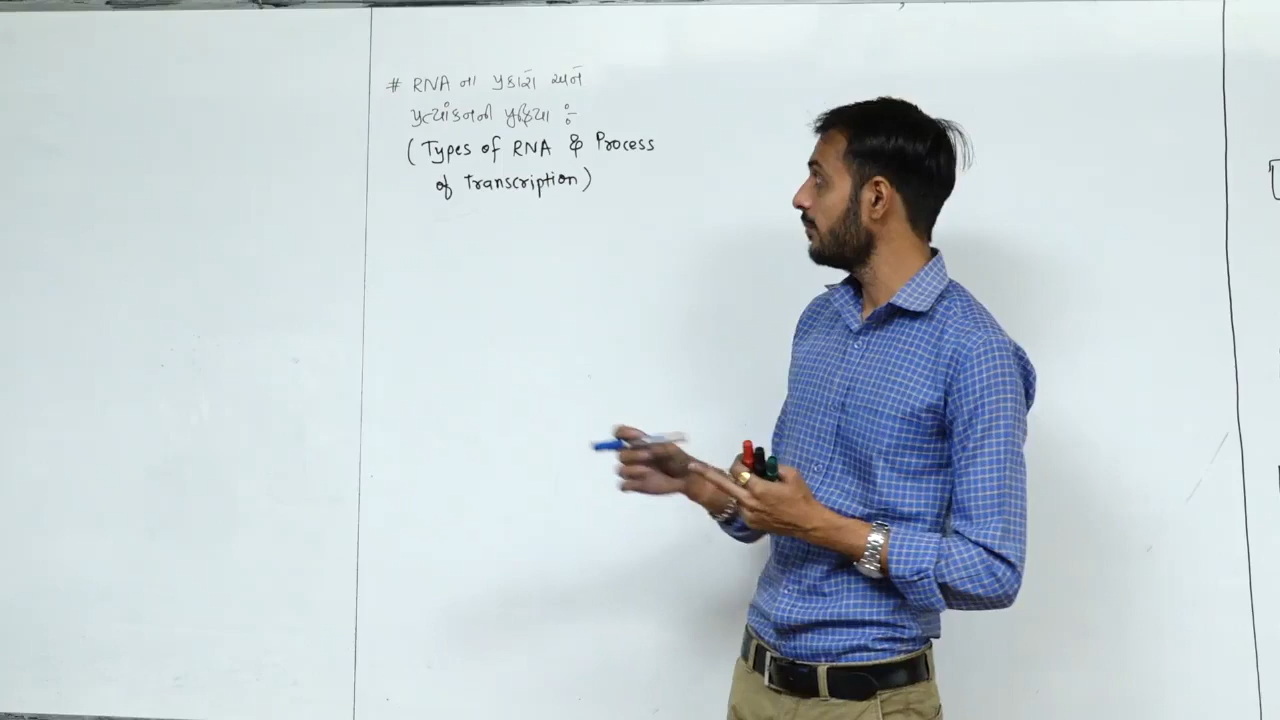 # RNA ના પ્રકારો અને
પ્રત્યાંકનની પ્રક્રિયા :-
( Types of RNA & Process
of Transcription )